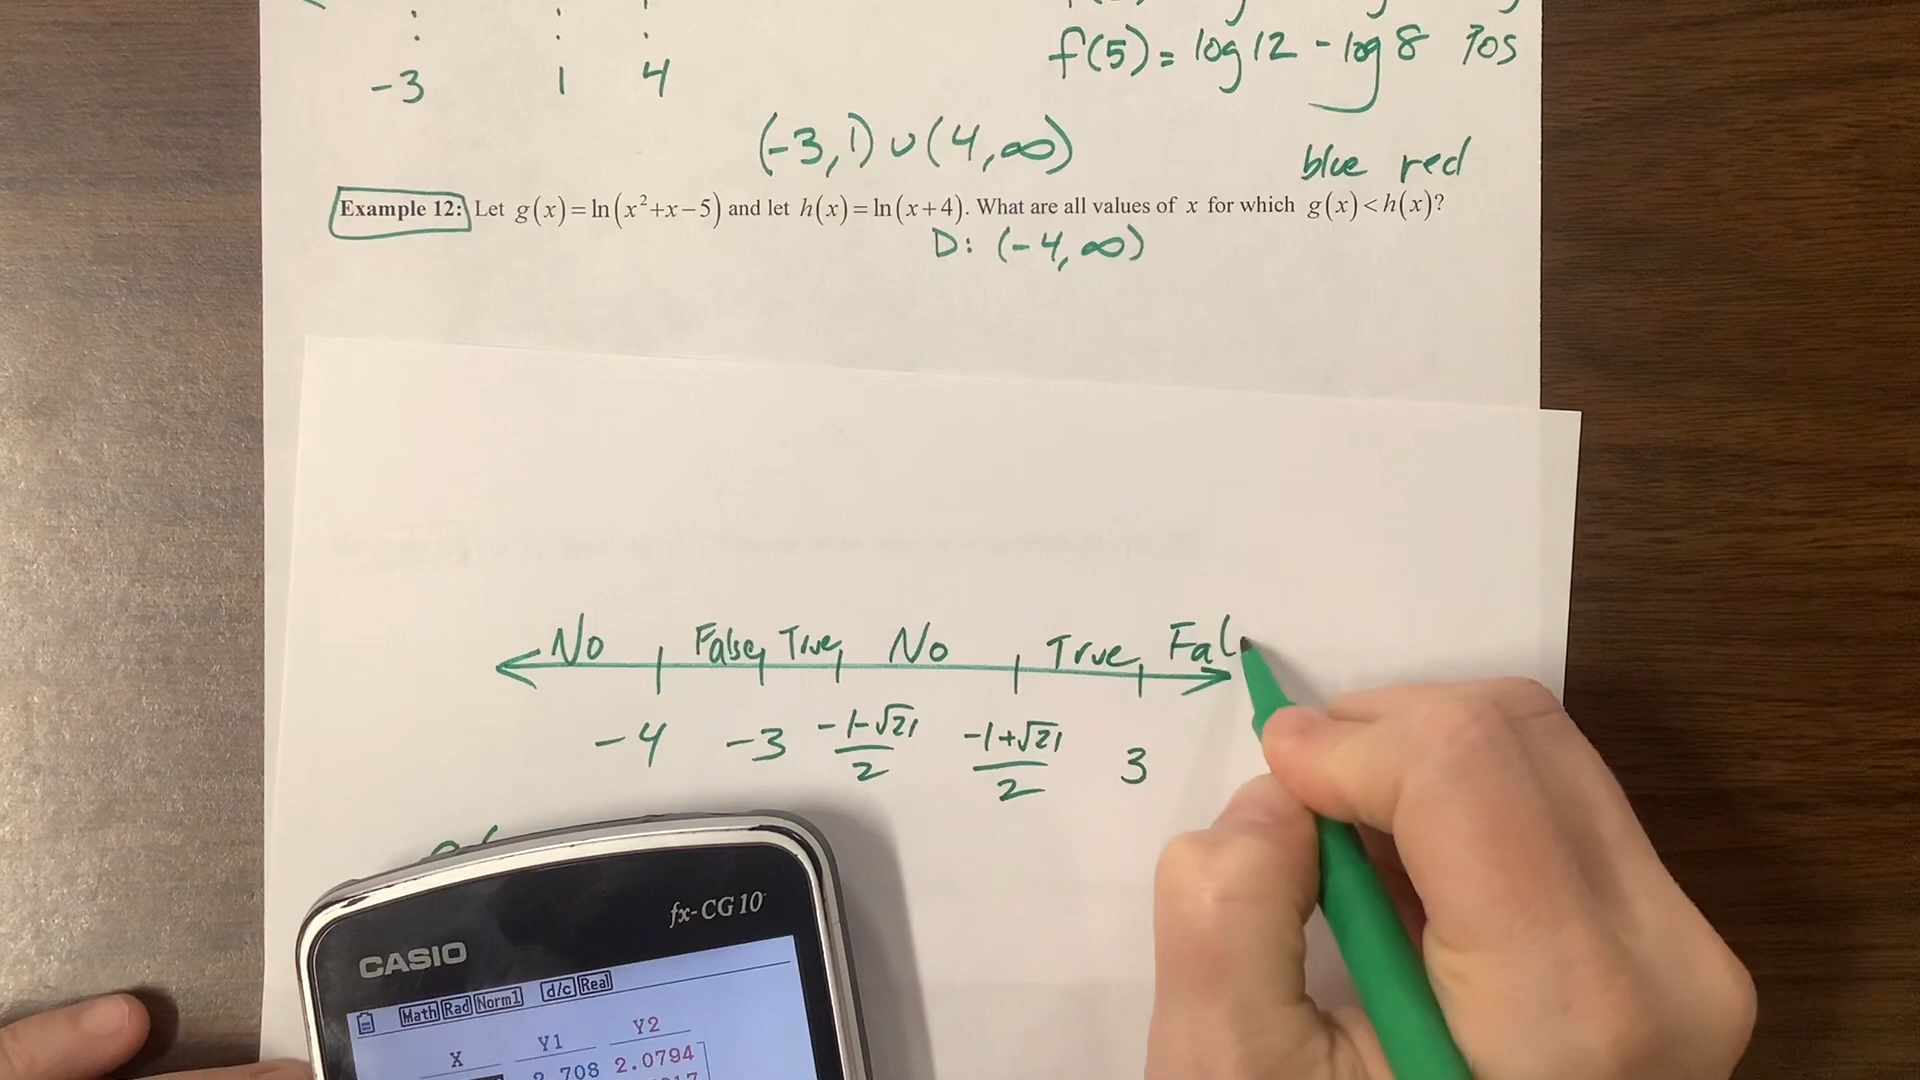 -3 1 4
f(5) = log 12 - log 8 Pos
(-3,1) ∪ (4,∞)
blue red
Example 12: Let g(x)=ln(x²+x−5) and let h(x)=ln(x+4). What are all values of x for which g(x)<h(x)?
D: (-4,∞)
No False True No True Fal
-4 -3 (-1-√21)/2 (-1+√21)/2 3
CASIO fx-CG10
Math Rad Norm1 d/c Real
X Y1 Y2
2.708 2.0794